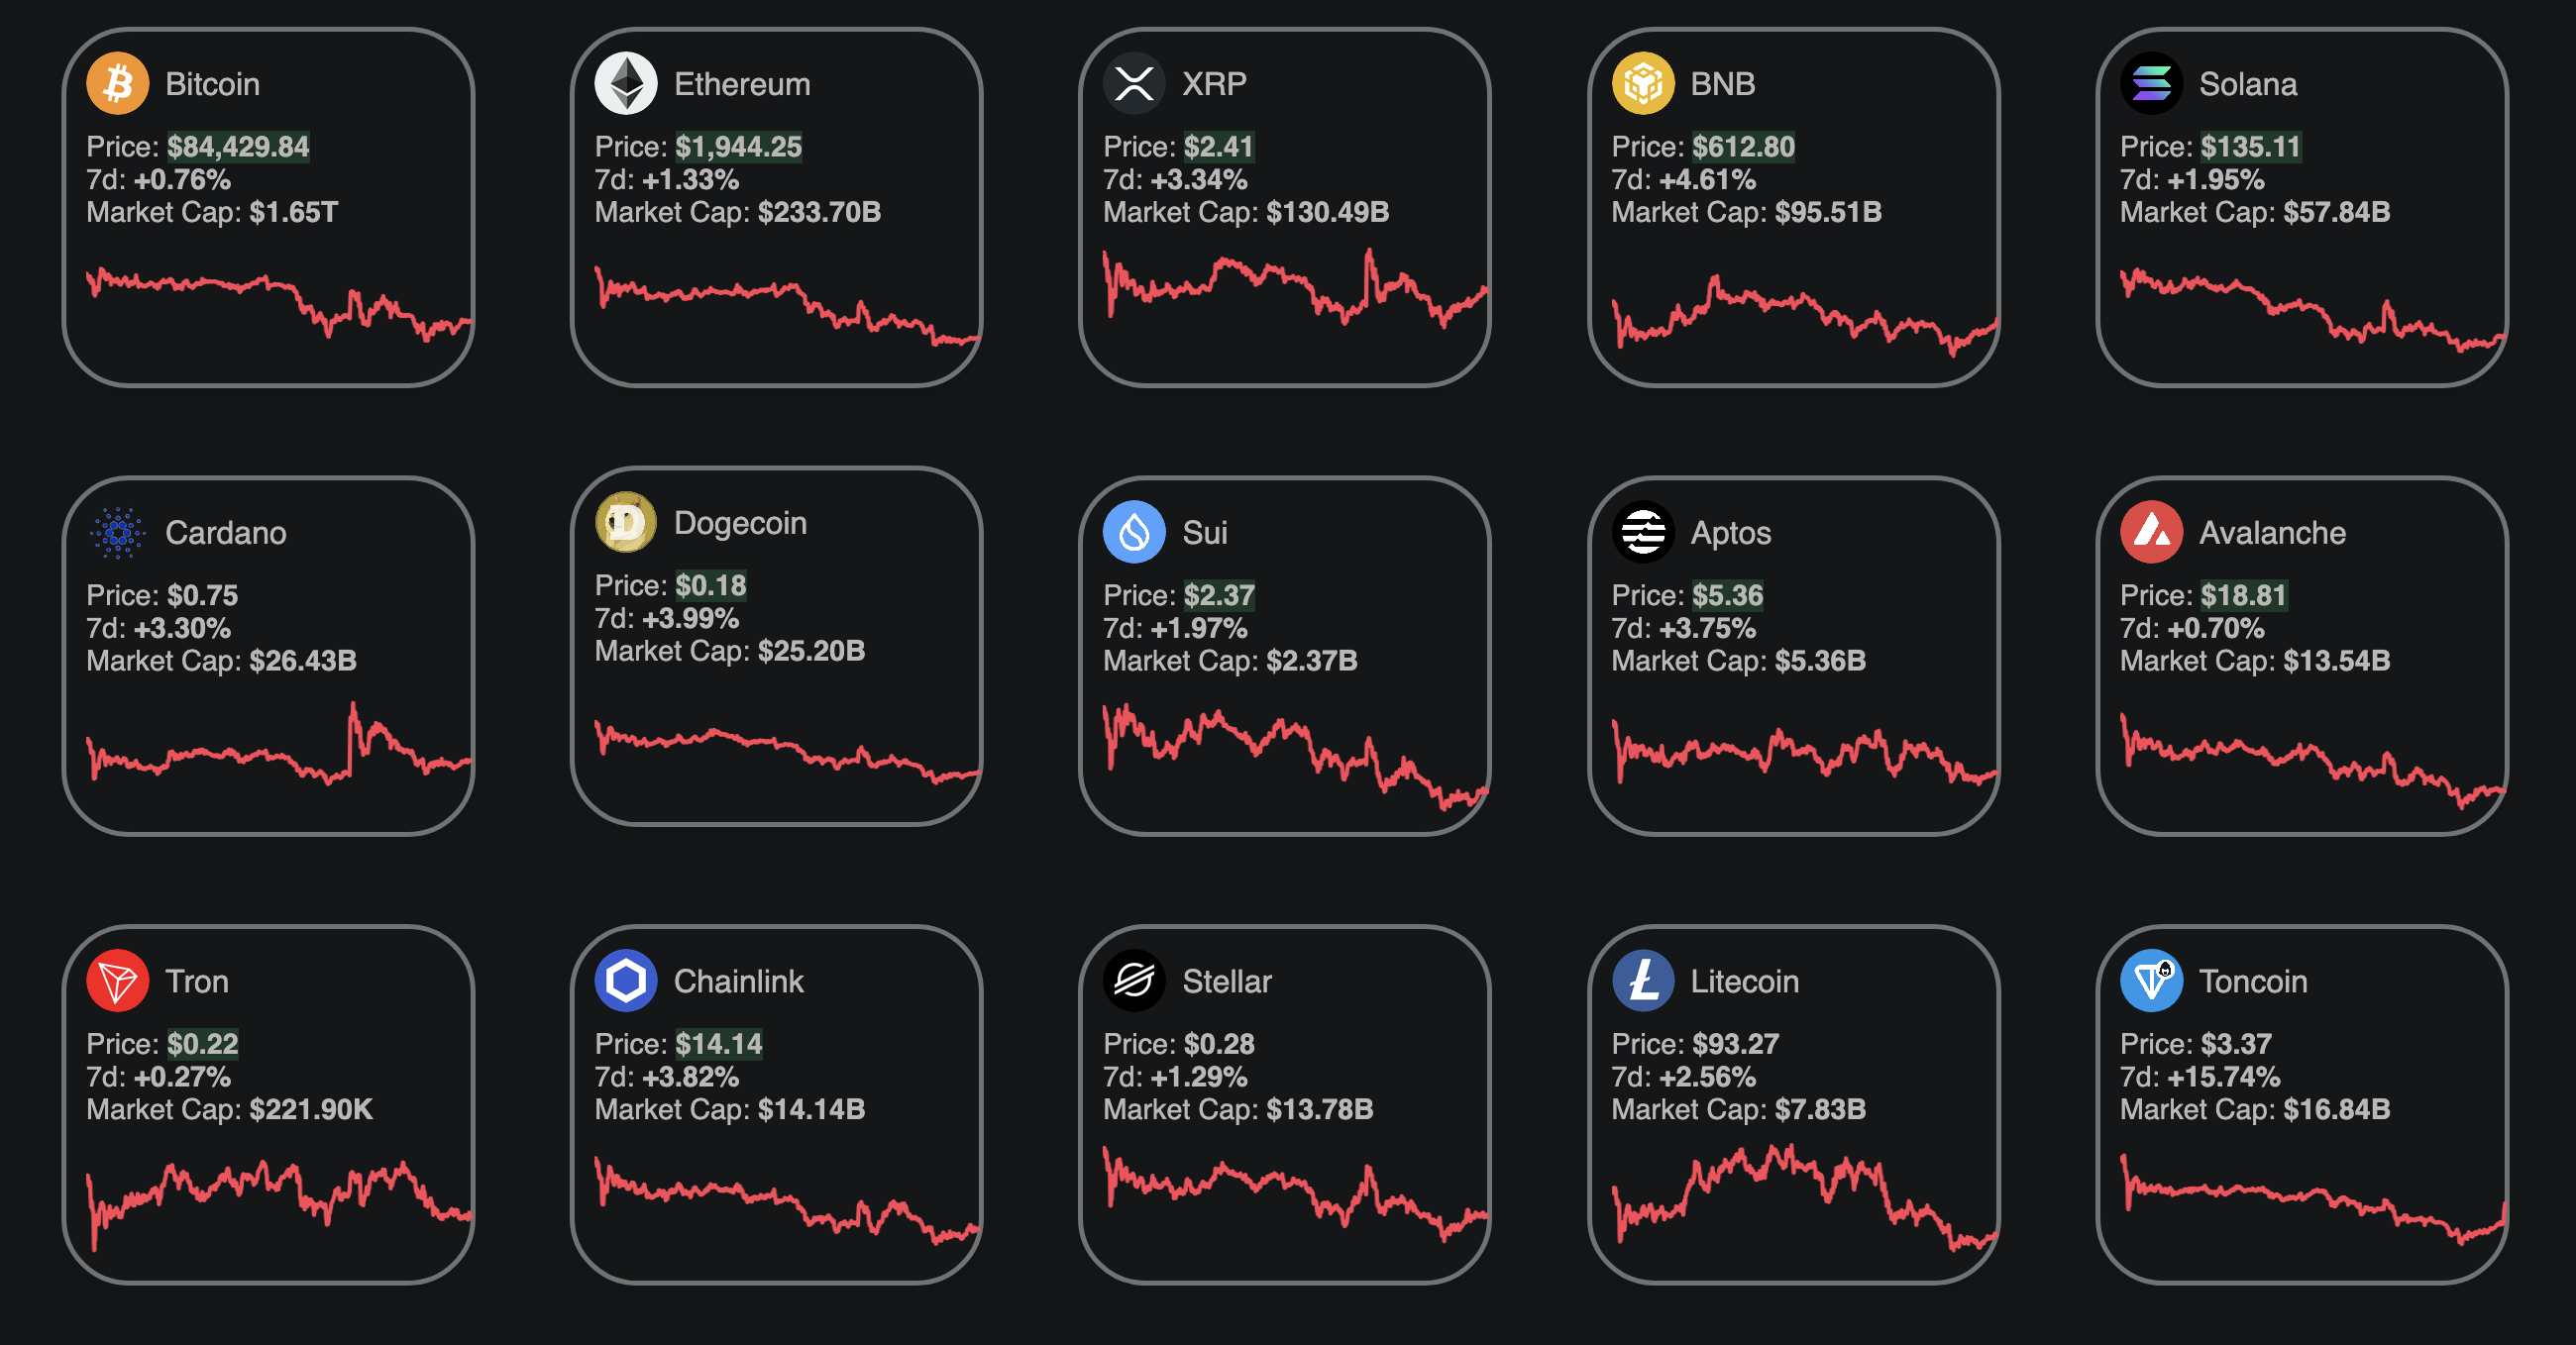 Bitcoin
Price: $84,429.84
7d: +0.76%
Market Cap: $1.65T
Ethereum
Price: $1,944.25
7d: +1.33%
Market Cap: $233.70B
XRP
Price: $2.41
7d: +3.34%
Market Cap: $130.49B
BNB
Price: $612.80
7d: +4.61%
Market Cap: $95.51B
Solana
Price: $135.11
7d: +1.95%
Market Cap: $57.84B
Cardano
Price: $0.75
7d: +3.30%
Market Cap: $26.43B
Dogecoin
Price: $0.18
7d: +3.99%
Market Cap: $25.20B
Sui
Price: $2.37
7d: +1.97%
Market Cap: $2.37B
Aptos
Price: $5.36
7d: +3.75%
Market Cap: $5.36B
Avalanche
Price: $18.81
7d: +0.70%
Market Cap: $13.54B
Tron
Price: $0.22
7d: +0.27%
Market Cap: $221.90K
Chainlink
Price: $14.14
7d: +3.82%
Market Cap: $14.14B
Stellar
Price: $0.28
7d: +1.29%
Market Cap: $13.78B
Litecoin
Price: $93.27
7d: +2.56%
Market Cap: $7.83B
Toncoin
Price: $3.37
7d: +15.74%
Market Cap: $16.84B